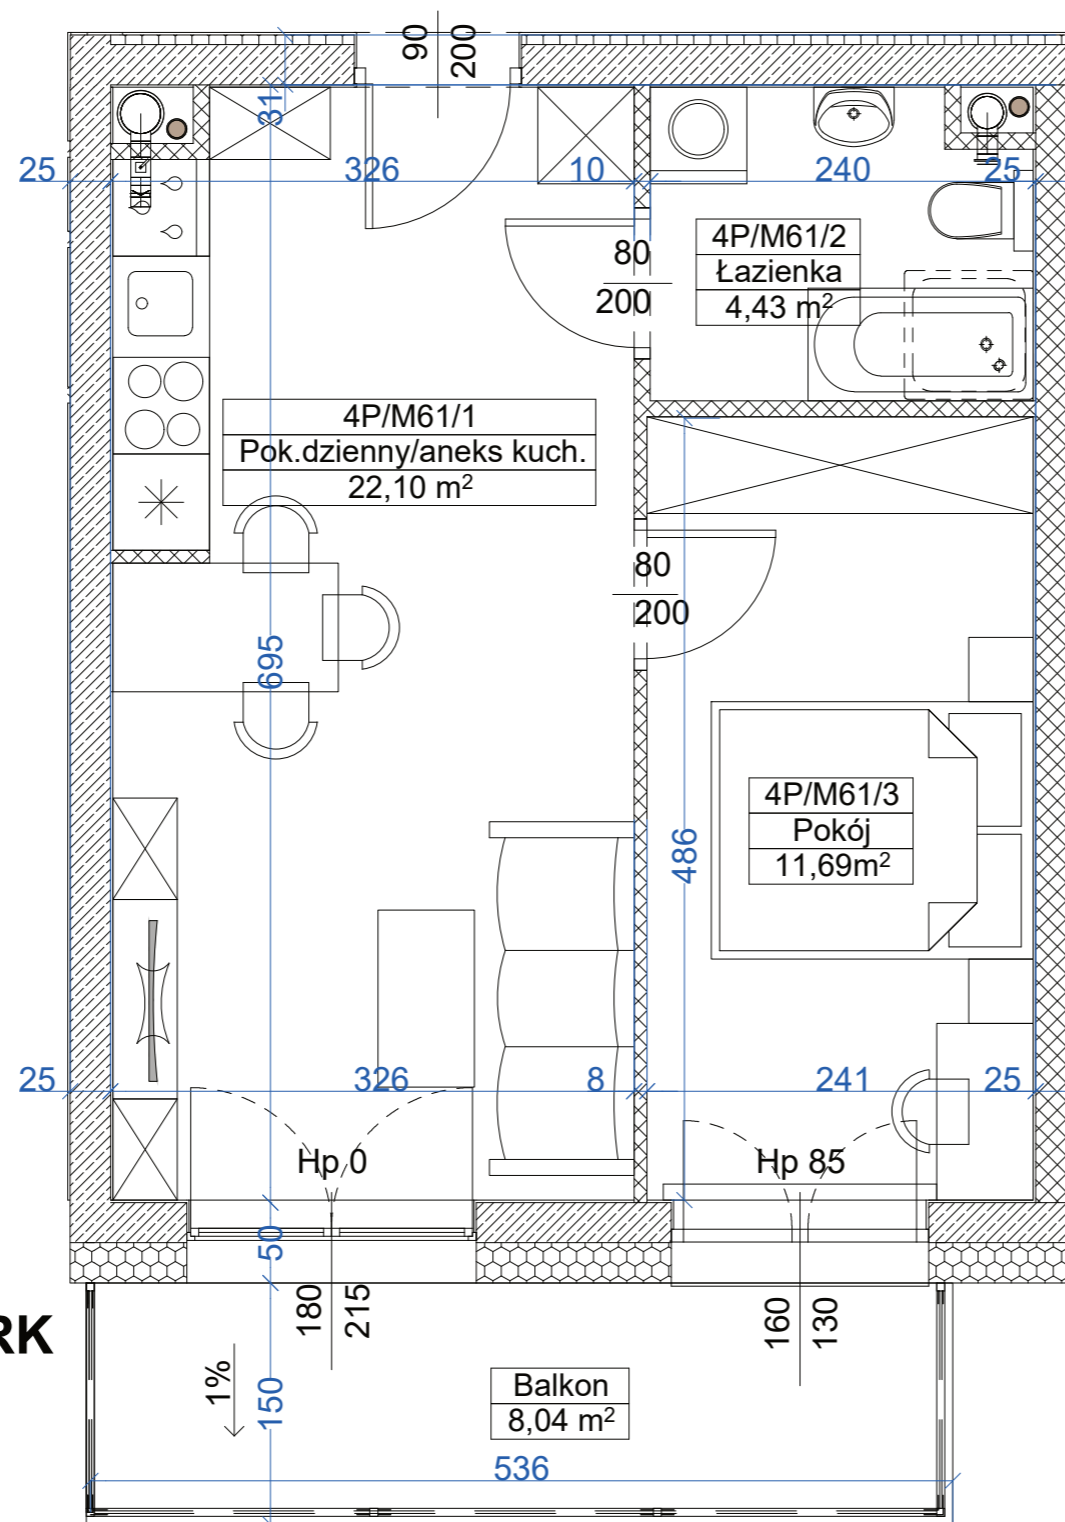 90
200
31
25
326
10
240
25
80
200
4P/M61/2
Łazienka
4,43 m²
4P/M61/1
Pok.dzienny/aneks kuch.
22,10 m²
80
200
695
4P/M61/3
Pokój
11,69m²
486
25
326
8
241
25
Hp 0
Hp 85
50
180
215
160
130
RK
1%
150
Balkon
8,04 m²
536